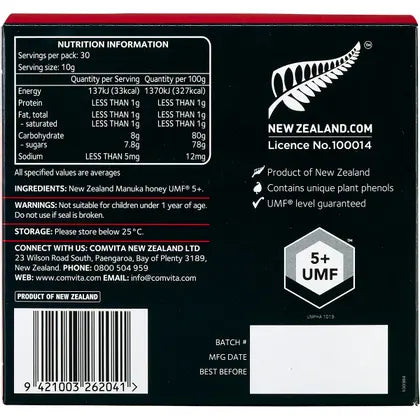 NUTRITION INFORMATION
Servings per pack: 30
Serving size: 10g
Quantity per Serving Quantity per 100g
Energy 137kJ (33kcal) 1370kJ (327kcal)
Protein LESS THAN 1g LESS THAN 1g
Fat, total LESS THAN 1g LESS THAN 1g
- saturated LESS THAN 1g LESS THAN 1g
Carbohydrate 8g 80g
- sugars 7.8g 78g
Sodium LESS THAN 5mg 12mg
All specified values are averages
INGREDIENTS: New Zealand Manuka honey UMF® 5+.
WARNINGS: Not suitable for children under 1 year of age.
Do not use if seal is broken.
STORAGE: Please store below 25°C.
CONNECT WITH US: COMVITA NEW ZEALAND LTD
23 Wilson Road South, Paengaroa, Bay of Plenty 3189,
New Zealand. PHONE: 0800 504 959
WEB: www.comvita.com EMAIL: info@comvita.com
PRODUCT OF NEW ZEALAND
9 421003 262041
NEW ZEALAND.COM
Licence No.100014
Product of New Zealand
Contains unique plant phenols
UMF® level guaranteed
5+
UMF
TM
BATCH #
MFG DATE
BEST BEFORE